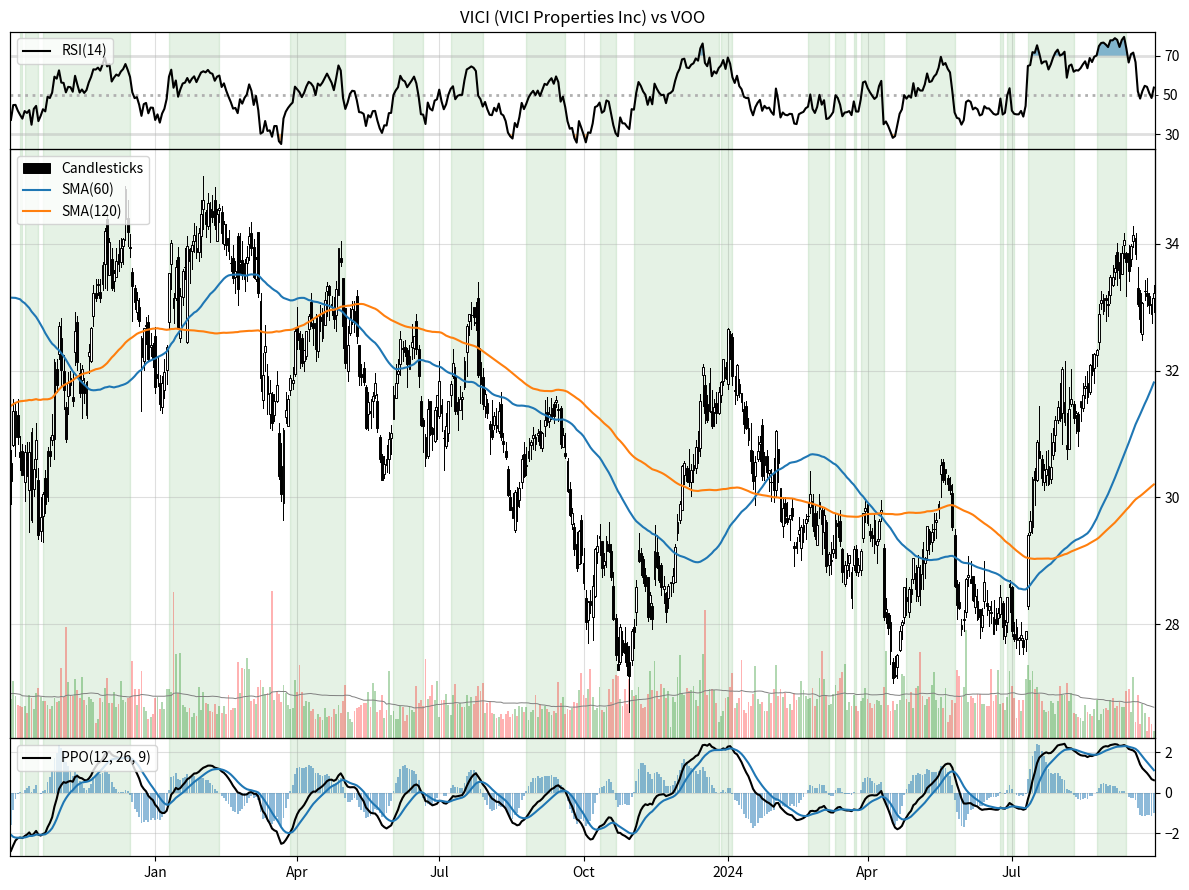 VICI (VICI Properties Inc) vs VOO
RSI(14)
70
50
30
Candlesticks
SMA(60)
SMA(120)
34
32
30
28
PPO(12, 26, 9)
2
0
−2
Jan Apr Jul Oct 2024 Apr Jul